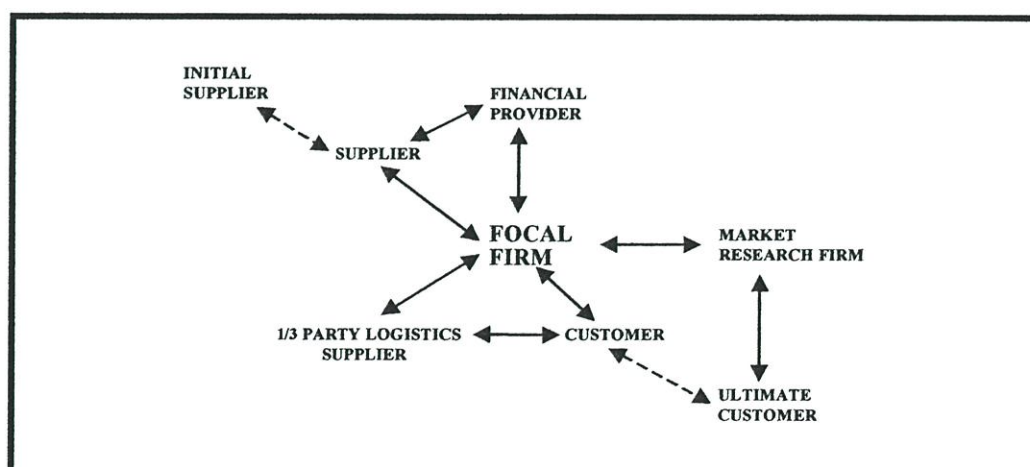 INITIAL
SUPPLIER
FINANCIAL
PROVIDER
SUPPLIER
FOCAL
FIRM
MARKET
RESEARCH FIRM
1/3 PARTY LOGISTICS
SUPPLIER
CUSTOMER
ULTIMATE
CUSTOMER